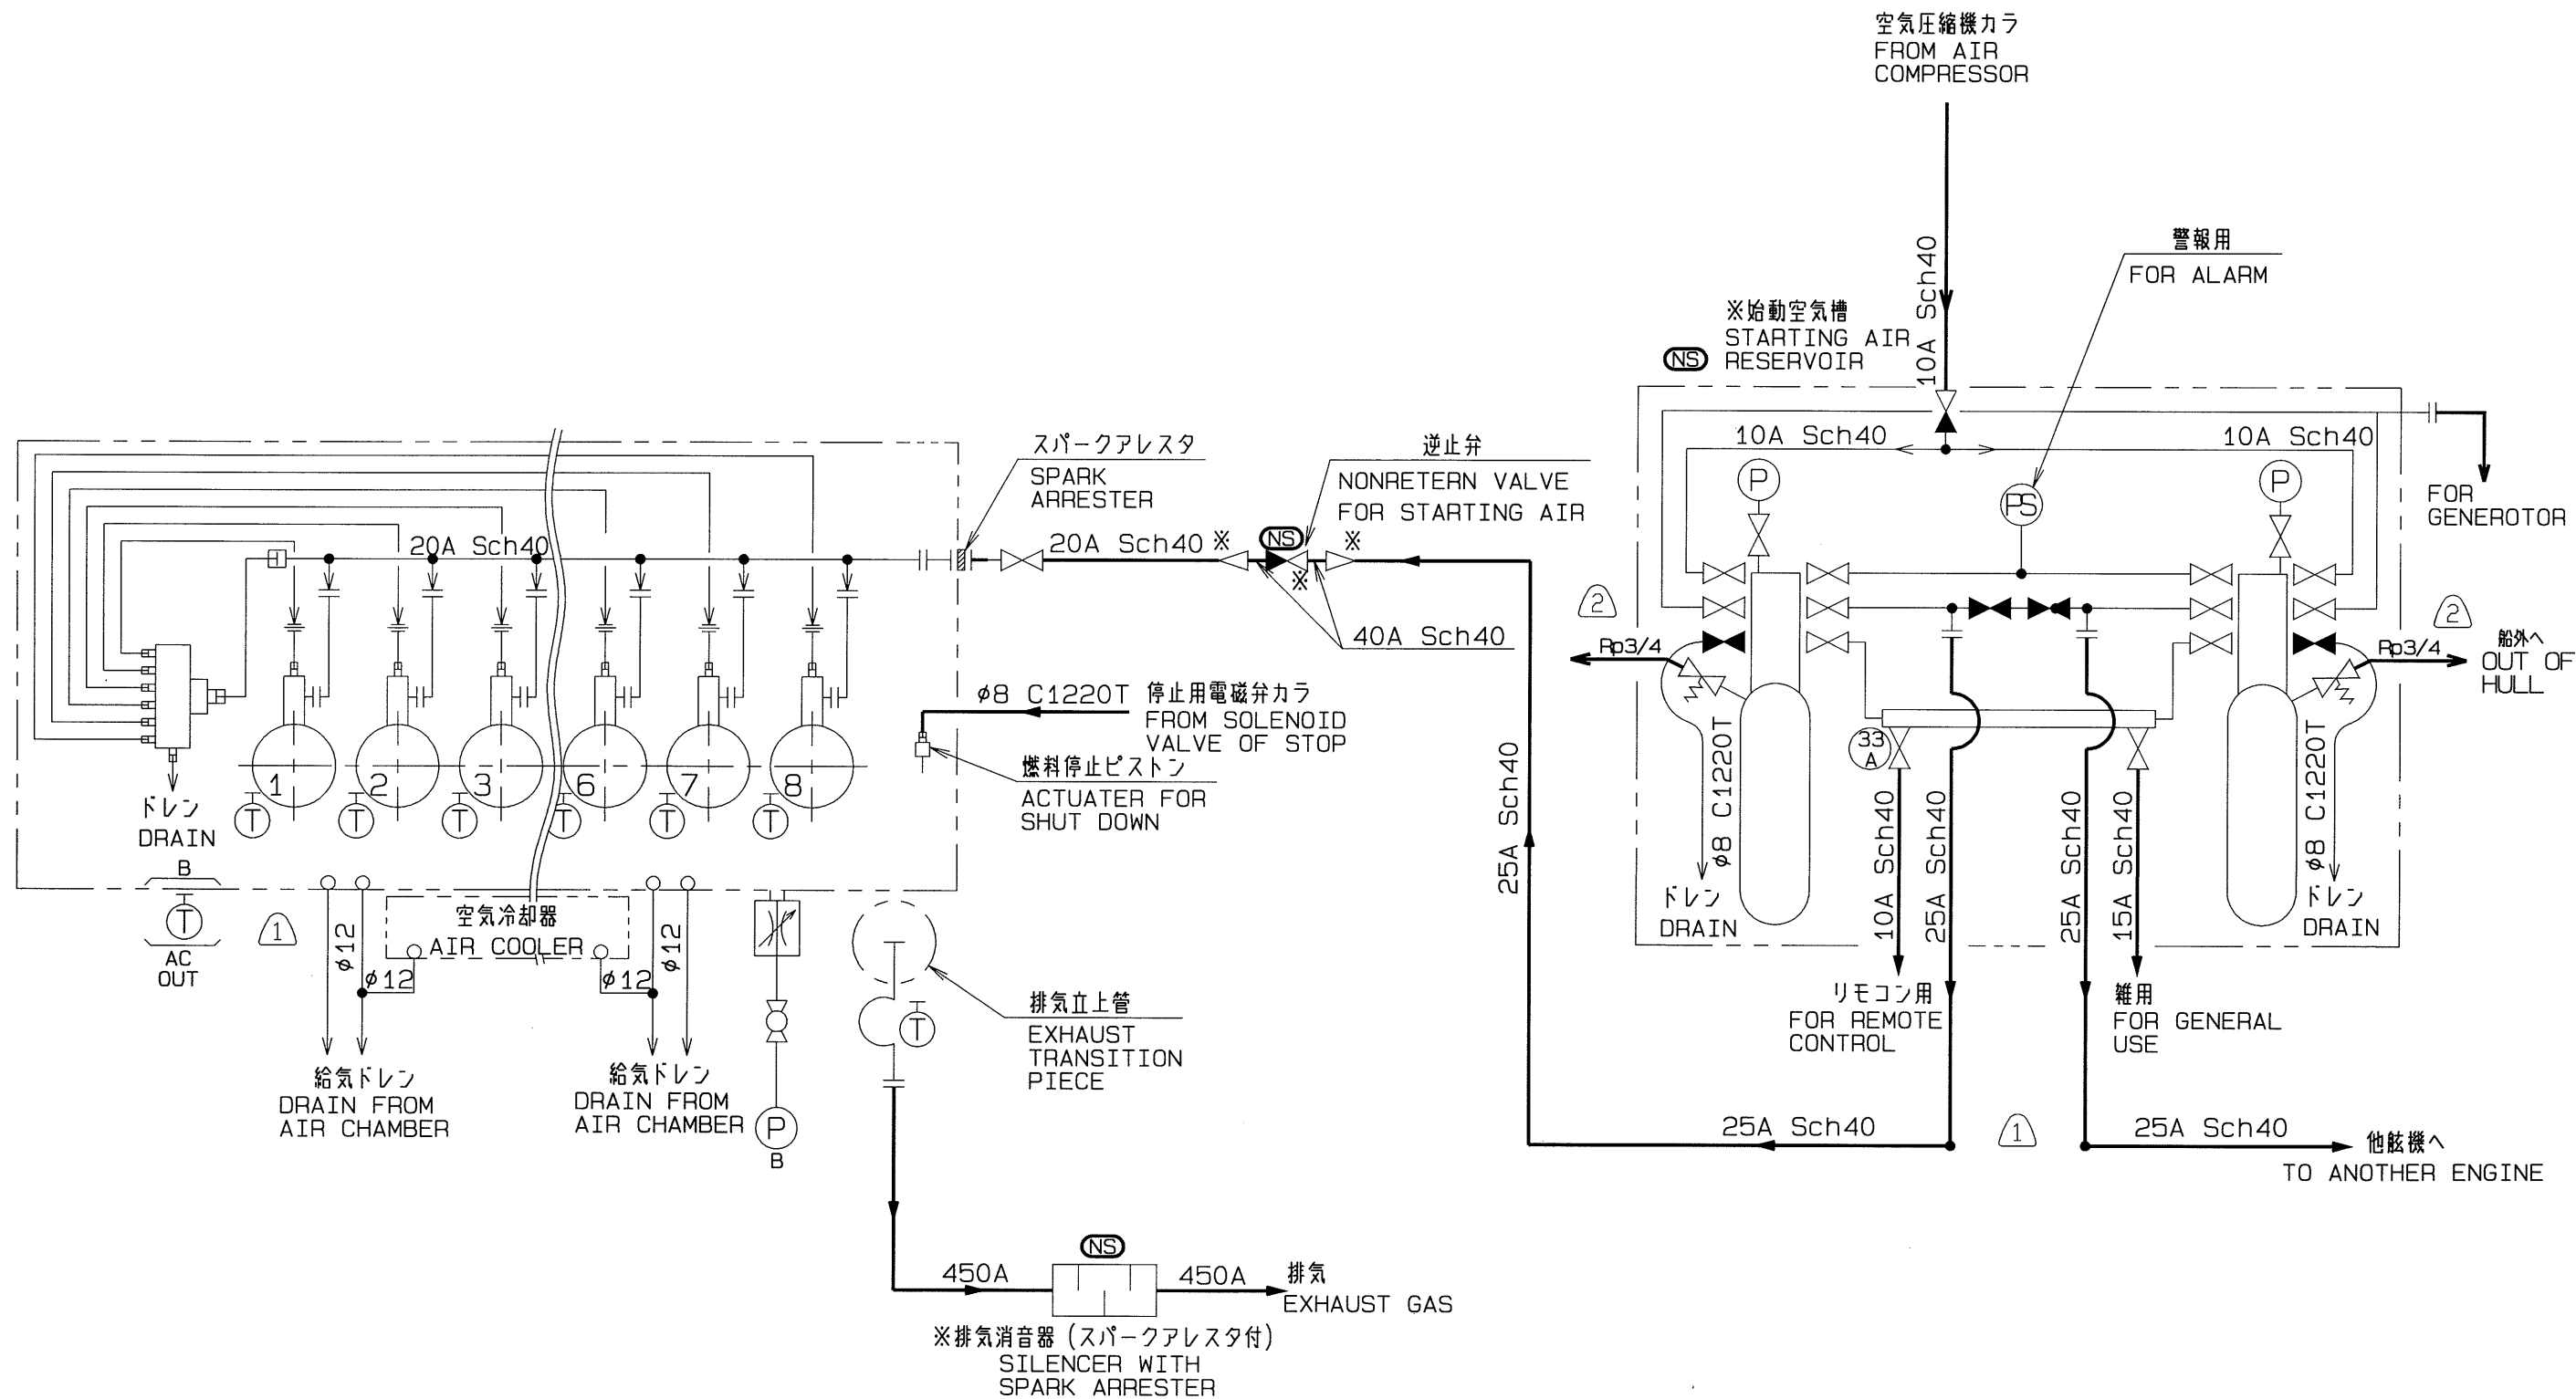 空気圧縮機カラ
FROM AIR
COMPRESSOR
10A Sch40
警報用
FOR ALARM
※始動空気槽
STARTING AIR
RESERVOIR
NS
10A Sch40
10A Sch40
P
PS
P
FOR
GENEROTOR
2
2
Rp3/4
Rp3/4
船外へ
OUT OF
HULL
33
A
φ8 C1220T
φ8 C1220T
ドレン
DRAIN
ドレン
DRAIN
10A Sch40
25A Sch40
25A Sch40
15A Sch40
リモコン用
FOR REMOTE
CONTROL
雑用
FOR GENERAL
USE
25A Sch40
25A Sch40
1
25A Sch40
他舷機へ
TO ANOTHER ENGINE
スパークアレスタ
SPARK
ARRESTER
逆止弁
NONRETERN VALVE
FOR STARTING AIR
20A Sch40
20A Sch40
※
NS
※
※
40A Sch40
φ8 C1220T
停止用電磁弁カラ
FROM SOLENOID
VALVE OF STOP
燃料停止ピストン
ACTUATER FOR
SHUT DOWN
1
2
3
6
7
8
T
T
T
T
T
T
ドレン
DRAIN
B
T
AC
OUT
1
φ12
φ12
空気冷却器
AIR COOLER
φ12
φ12
給気ドレン
DRAIN FROM
AIR CHAMBER
給気ドレン
DRAIN FROM
AIR CHAMBER
P
B
T
排気立上管
EXHAUST
TRANSITION
PIECE
NS
450A
450A
排気
EXHAUST GAS
※排気消音器 (スパークアレスタ付)
SILENCER WITH
SPARK ARRESTER